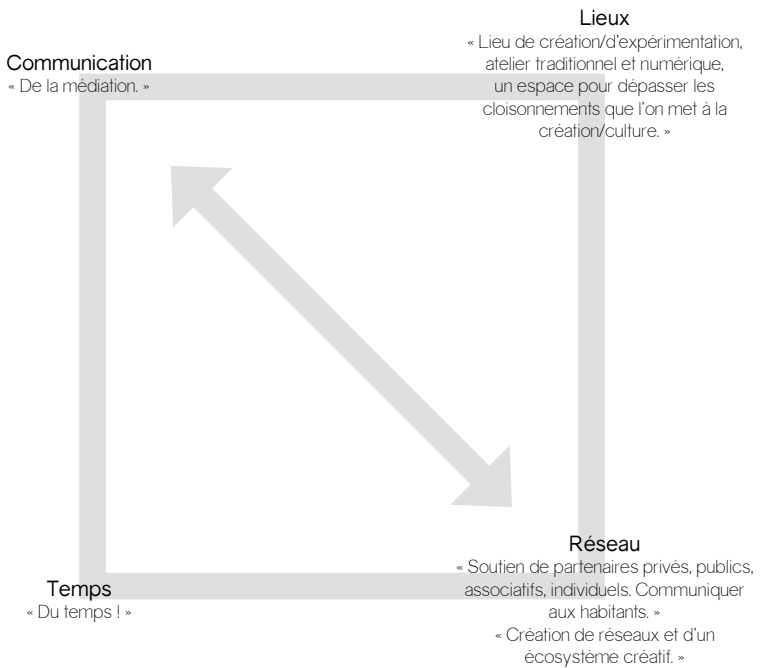 Communication
« De la médiation. »
Lieux
« Lieu de création/d'expérimentation,
atelier traditionnel et numérique,
un espace pour dépasser les
cloisonnements que l'on met à la
création/culture. »
Temps
« Du temps ! »
Réseau
« Soutien de partenaires privés, publics,
associatifs, individuels. Communiquer
aux habitants. »
« Création de réseaux et d'un
écosystème créatif. »